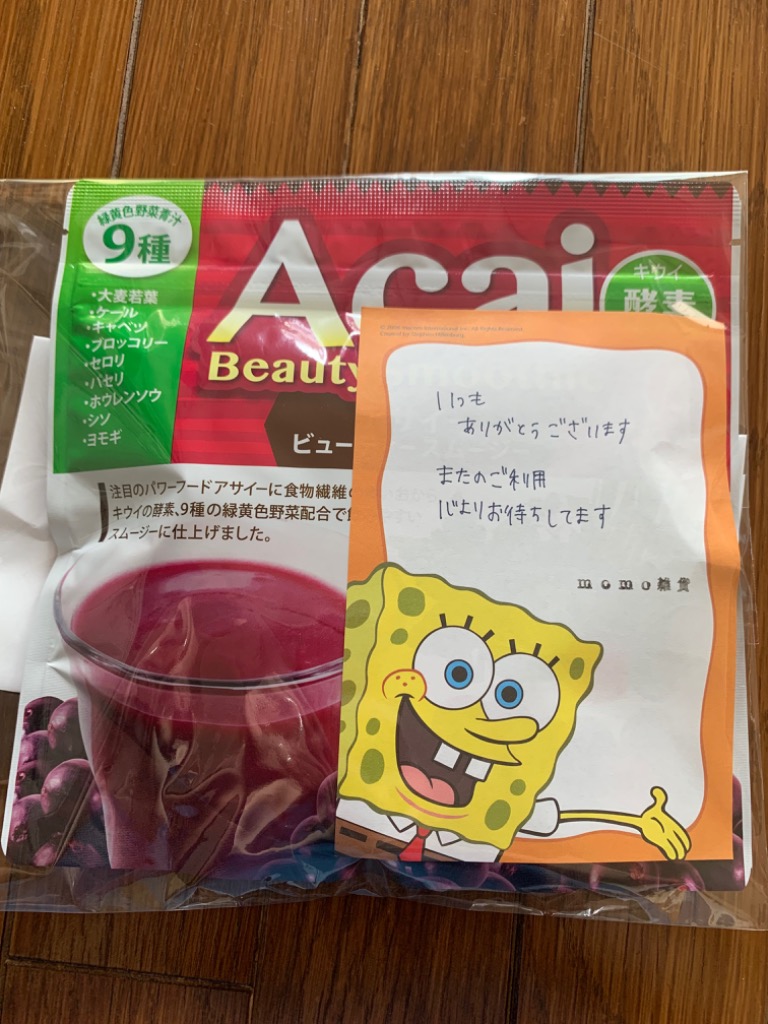 緑黄色野菜青汁
9種
・大麦若葉
・ケール
・キャベツ
・ブロッコリー
・セロリ
・パセリ
・ホウレンソウ
・シソ
・ヨモギ
Acai
Beauty
キウイ
酵素
ビュー
注目のパワーフードアサイーに食物繊維
キウイの酵素、9種の緑黄色野菜配合で
スムージーに仕上げました。
いつも
ありがとうございます
またのご利用
心よりお待ちしてます
momo雑貨